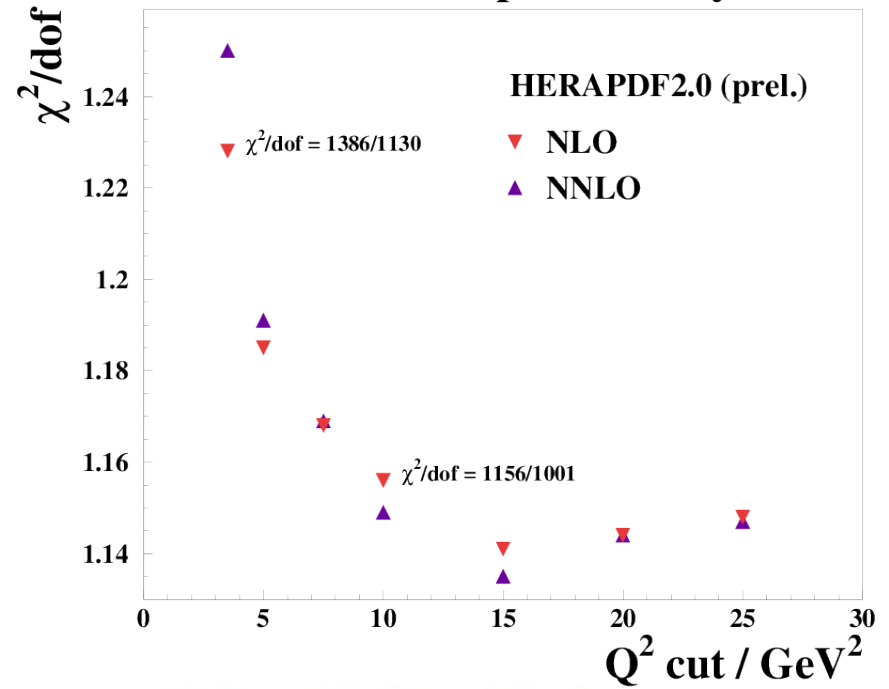 χ²/dof
HERAPDF2.0 (prel.)
NLO
NNLO
χ²/dof = 1386/1130
χ²/dof = 1156/1001
1.24
1.22
1.2
1.18
1.16
1.14
0 5 10 15 20 25 30
Q² cut / GeV²